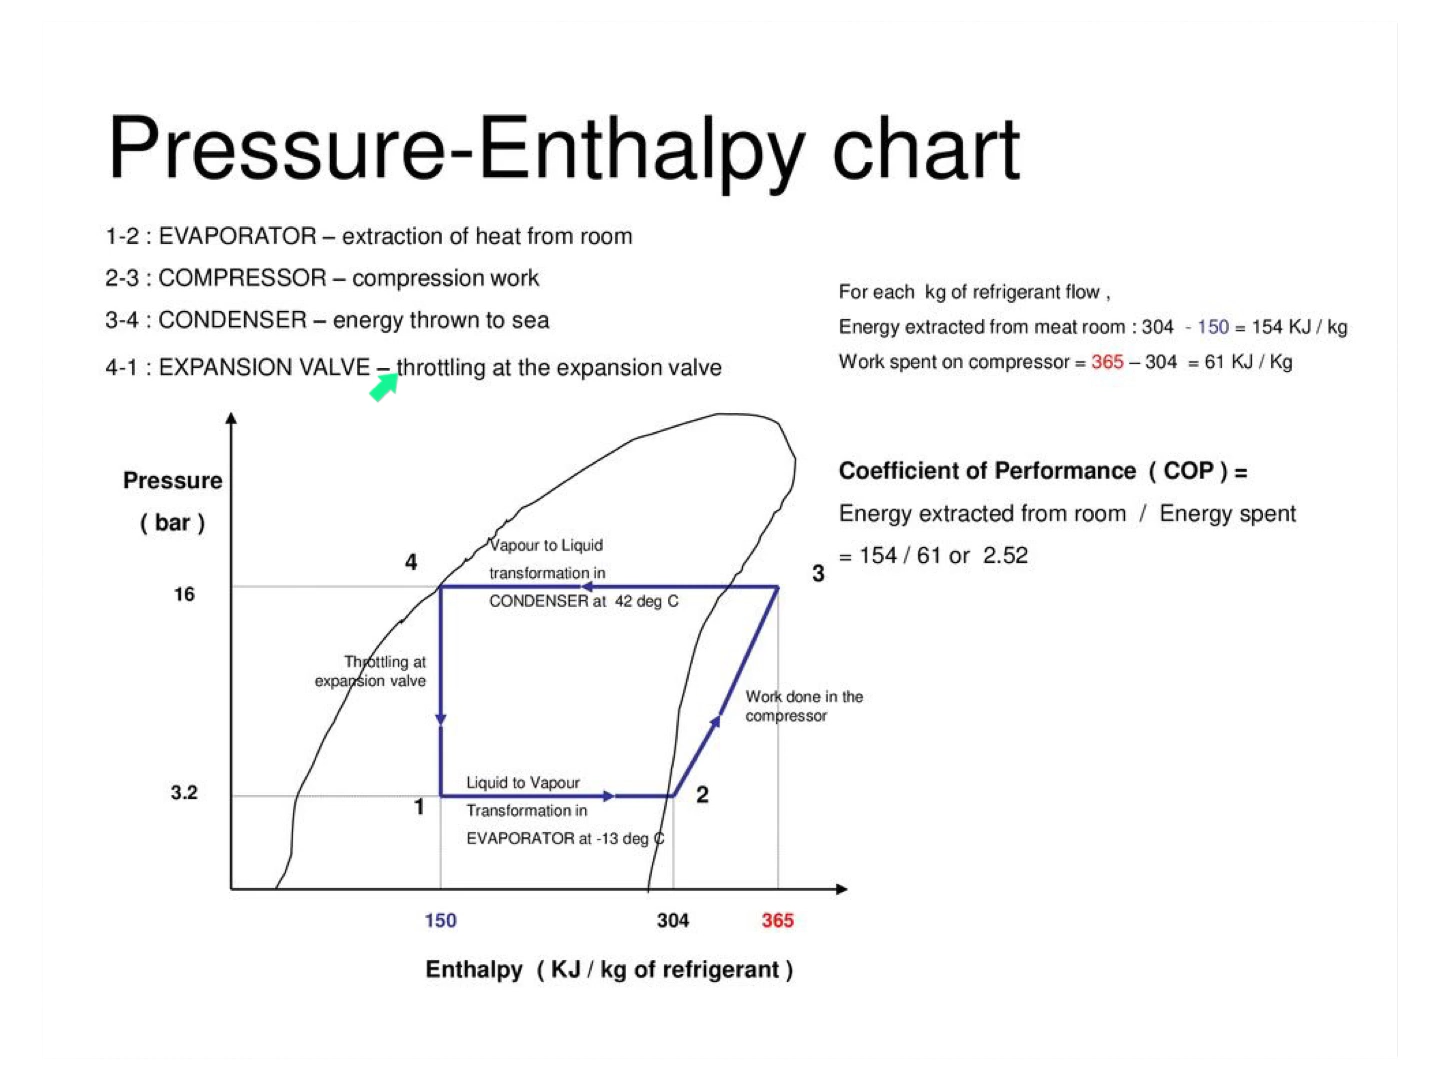 Pressure-Enthalpy chart
1-2 : EVAPORATOR – extraction of heat from room
2-3 : COMPRESSOR – compression work
3-4 : CONDENSER – energy thrown to sea
4-1 : EXPANSION VALVE – throttling at the expansion valve
For each kg of refrigerant flow ,
Energy extracted from meat room : 304 - 150 = 154 KJ / kg
Work spent on compressor = 365 – 304 = 61 KJ / Kg
Coefficient of Performance ( COP ) =
Energy extracted from room / Energy spent
= 154 / 61 or 2.52
Pressure
( bar )
16
3.2
4
Vapour to Liquid
transformation in
CONDENSER at 42 deg C
3
Throttling at
expansion valve
Work done in the
compressor
1
Liquid to Vapour
Transformation in
EVAPORATOR at -13 deg C
2
150
304
365
Enthalpy ( KJ / kg of refrigerant )